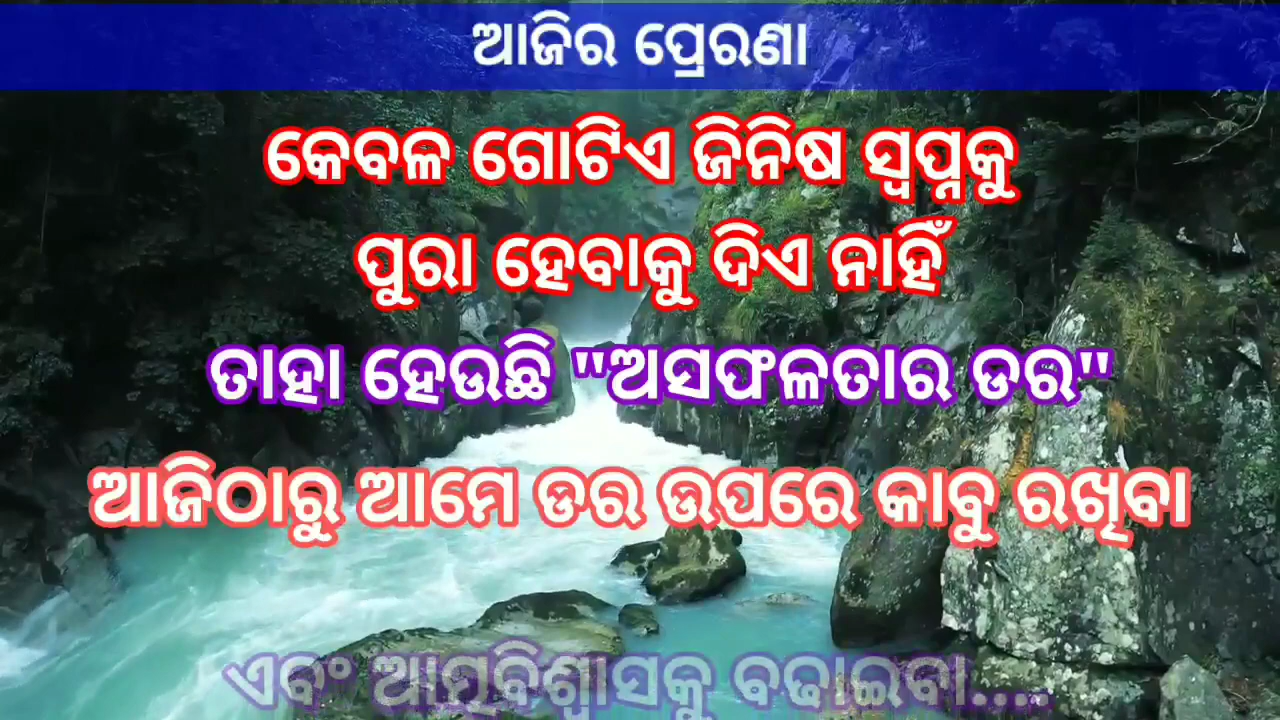 ଆଜିର ପ୍ରେରଣା
କେବଳ ଗୋଟିଏ ଜିନିଷ ସ୍ୱପ୍ନକୁ
ପୁରା ହେବାକୁ ଦିଏ ନାହିଁ
ତାହା ହେଉଛି "ଅସଫଳତାର ଡର"
ଆଜିଠାରୁ ଆମେ ଡର ଉପରେ କାବୁ ରଖିବା
ଏବଂ ଆତ୍ମବିଶ୍ୱାସକୁ ବଢାଇବା....